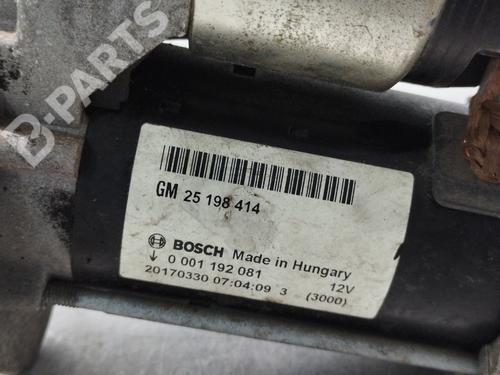 B-PARTS
GM 25 198 414
BOSCH Made in Hungary
0 001 192 081 12V
20170330 07:04:09 3 (3000)